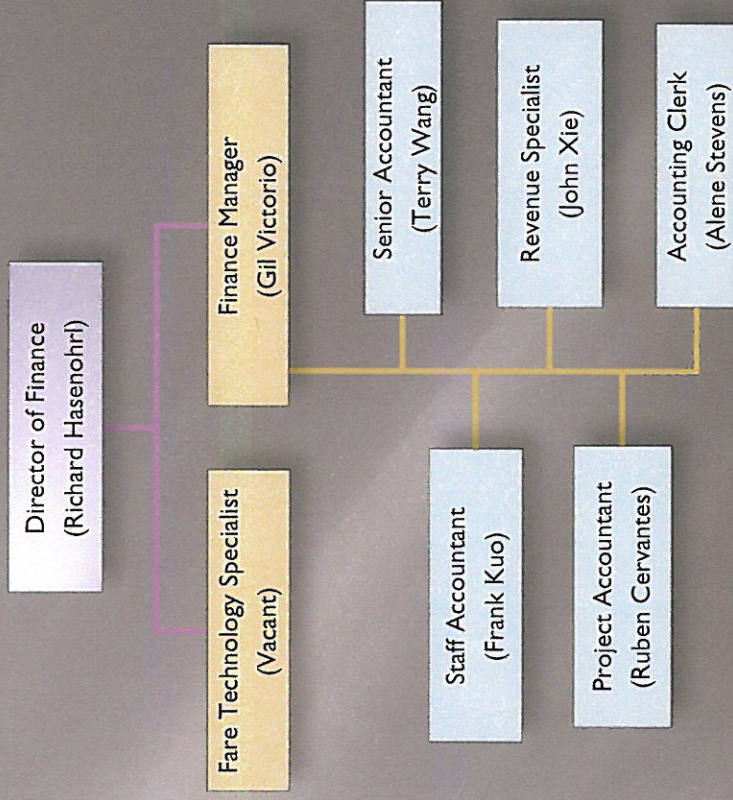 Director of Finance
(Richard Hasenohrl)
Fare Technology Specialist
(Vacant)
Finance Manager
(Gil Victorio)
Senior Accountant
(Terry Wang)
Staff Accountant
(Frank Kuo)
Revenue Specialist
(John Xie)
Project Accountant
(Ruben Cervantes)
Accounting Clerk
(Alene Stevens)